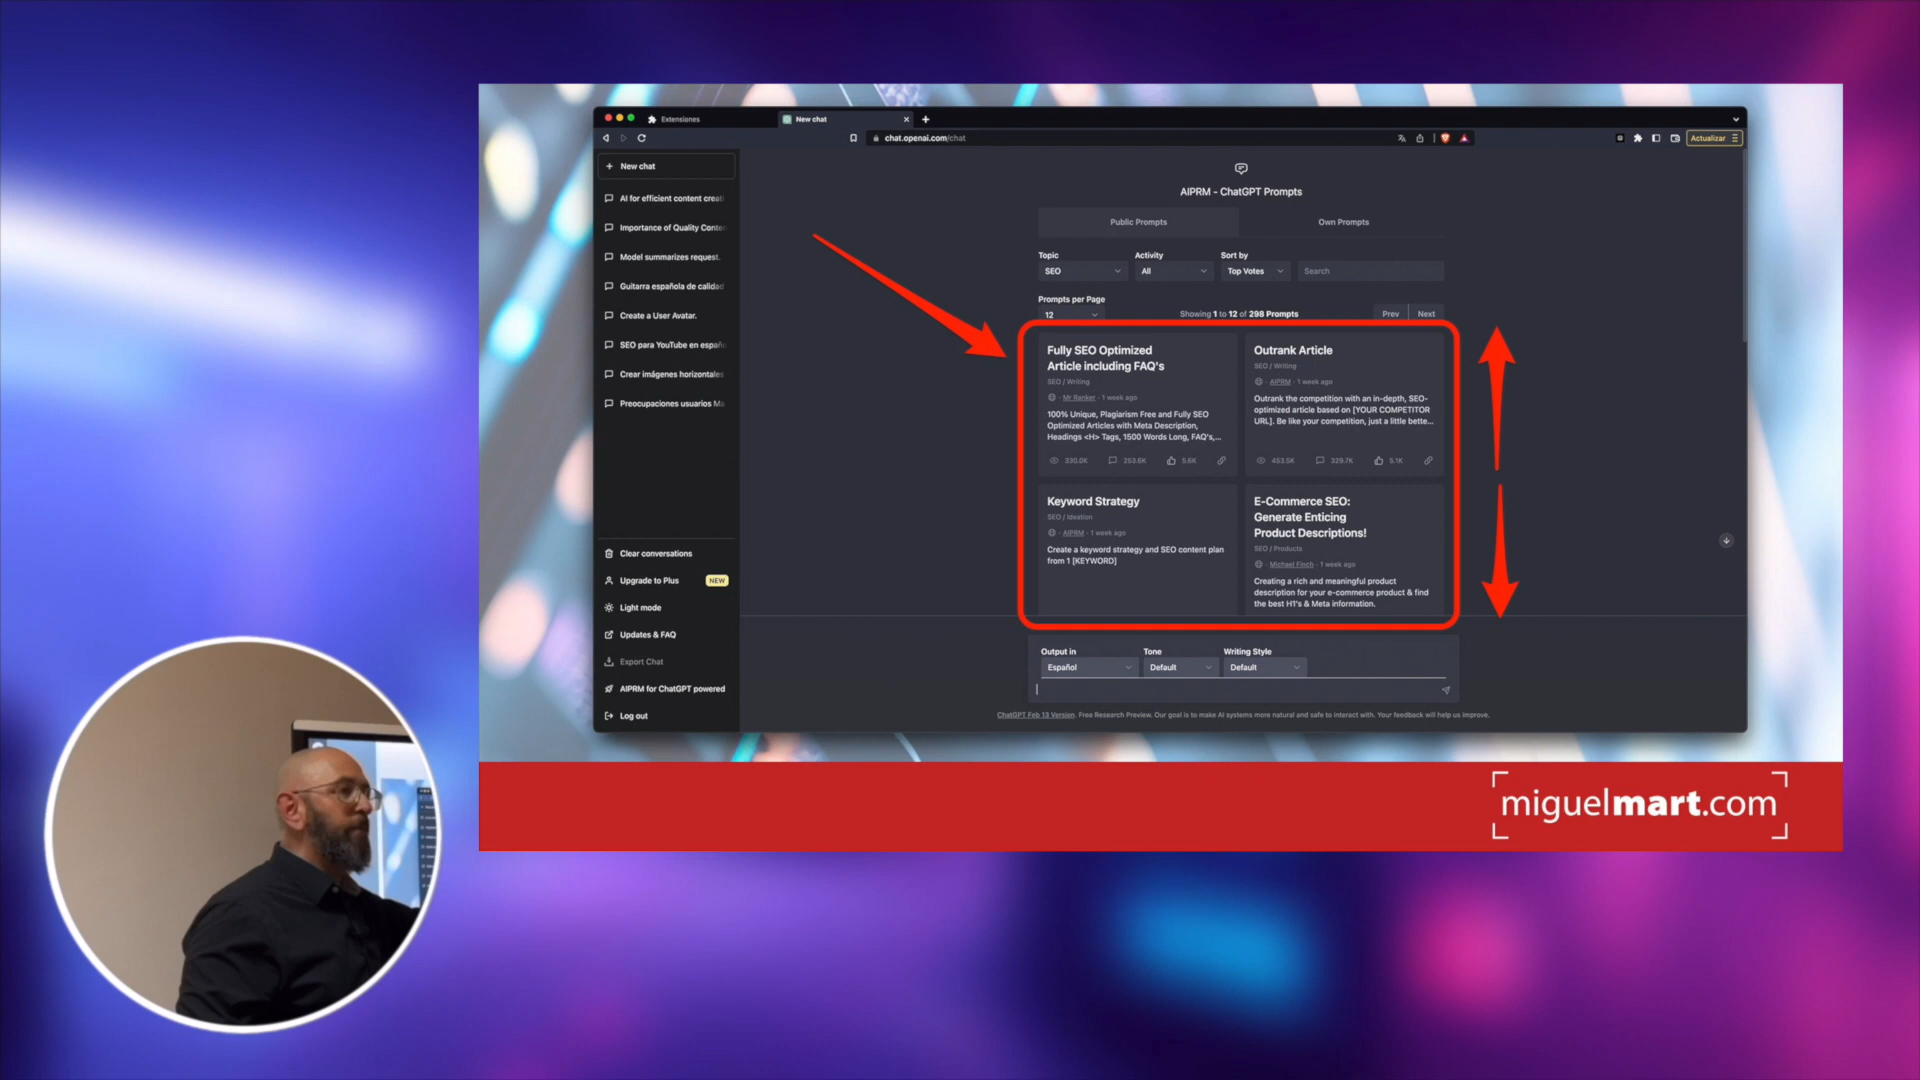 Extensiones
New chat
chat.openai.com/chat
Actualizar
New chat
AI for efficient content creati
Importance of Quality Conten
Model summarizes request.
Guitarra española de calidad
Create a User Avatar.
SEO para YouTube en españo
Crear imágenes horizontales
Preocupaciones usuarios Ma
Clear conversations
Upgrade to Plus NEW
Light mode
Updates & FAQ
Export Chat
AIPRM for ChatGPT powered
Log out
AIPRM - ChatGPT Prompts
Public Prompts Own Prompts
Topic Activity Sort by
SEO All Top Votes Search
Prompts per Page
12 Showing 1 to 12 of 298 Prompts Prev Next
Fully SEO Optimized
Article including FAQ's
SEO / Writing
Mr Ranker · 1 week ago
100% Unique, Plagiarism Free and Fully SEO
Optimized Articles with Meta Description,
Headings <H> Tags, 1500 Words Long, FAQ's,...
330.0K 253.6K 5.6K
Outrank Article
SEO / Writing
AIPRM · 1 week ago
Outrank the competition with an in-depth, SEO-
optimized article based on [YOUR COMPETITOR
URL]. Be like your competition, just a little bette...
453.5K 329.7K 5.1K
Keyword Strategy
SEO / Ideation
AIPRM · 1 week ago
Create a keyword strategy and SEO content plan
from 1 [KEYWORD]
E-Commerce SEO:
Generate Enticing
Product Descriptions!
SEO / Products
Michael Finch · 1 week ago
Creating a rich and meaningful product
description for your e-commerce product & find
the best H1's & Meta information.
Output in Tone Writing Style
Español Default Default
ChatGPT Feb 13 Version. Free Research Preview. Our goal is to make AI systems more natural and safe to interact with. Your feedback will help us improve.
miguelmart.com